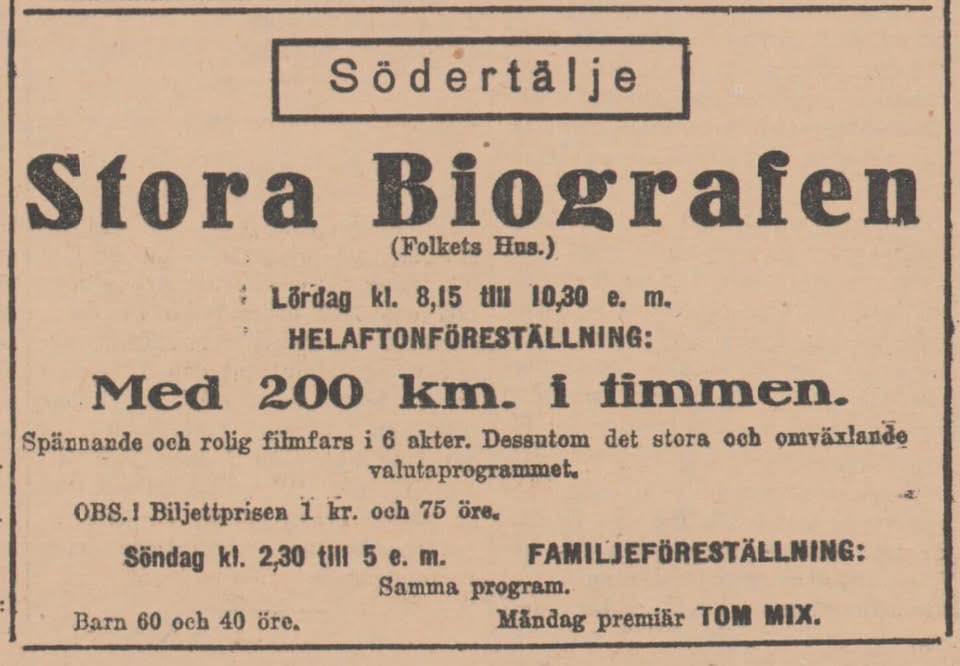 Södertälje
Stora Biografen
(Folkets Hus.)
Lördag kl. 8,15 till 10,30 e. m.
HELAFTONFÖRESTÄLLNING:
Med 200 km. i timmen.
Spännande och rolig filmfars i 6 akter. Dessutom det stora och omväxlande
valutaprogrammet.
OBS.! Biljettprisen 1 kr. och 75 öre.
Söndag kl. 2,30 till 5 e. m. FAMILJEFÖRESTÄLLNING:
Samma program.
Barn 60 och 40 öre. Måndag premiär TOM MIX.